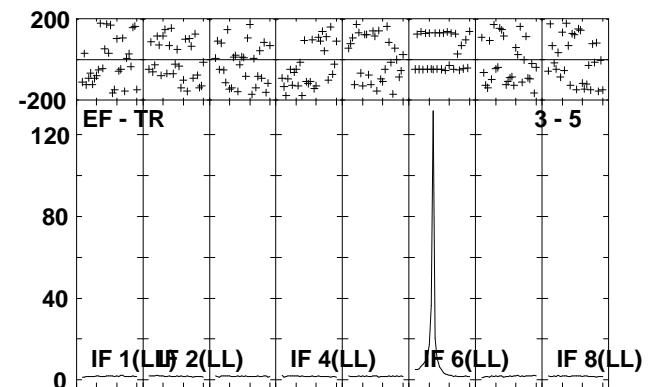 200
-200
EF - TR
3 - 5
120
80
40
0
IF 1(LL)
IF 2(LL)
IF 4(LL)
IF 6(LL)
IF 8(LL)